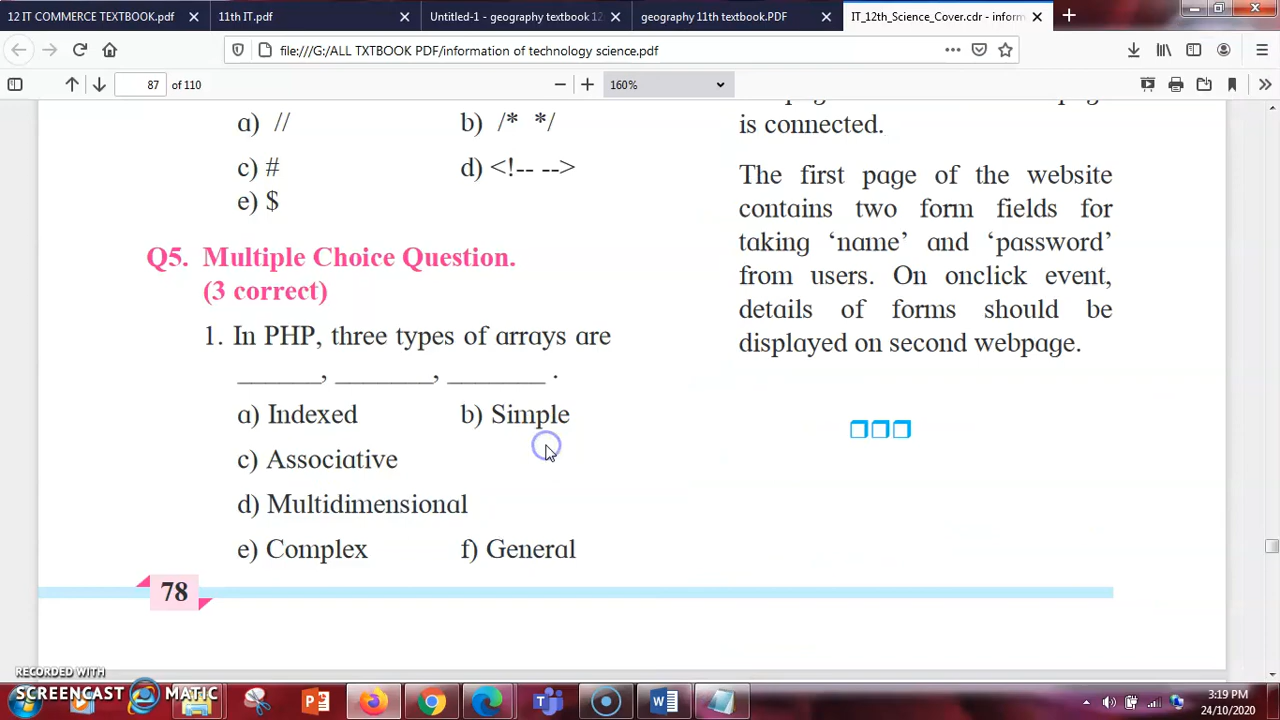 12 IT COMMERCE TEXTBOOK.pdf
11th IT.pdf
Untitled-1 - geography textbook 12
geography 11th textbook.PDF
IT_12th_Science_Cover.cdr - inform
file:///G:/ALL TXTBOOK PDF/information of technology science.pdf
87 of 110
160%
a) //
b) /* */
c) #
d) <!-- -->
e) $
Q5. Multiple Choice Question.
(3 correct)
1. In PHP, three types of arrays are
______, _______, _______ .
a) Indexed
b) Simple
c) Associative
d) Multidimensional
e) Complex
f) General
78
is connected.
The first page of the website
contains two form fields for
taking ‘name’ and ‘password’
from users. On onclick event,
details of forms should be
displayed on second webpage.
RECORDED WITH
SCREENCAST MATIC
3:19 PM
24/10/2020